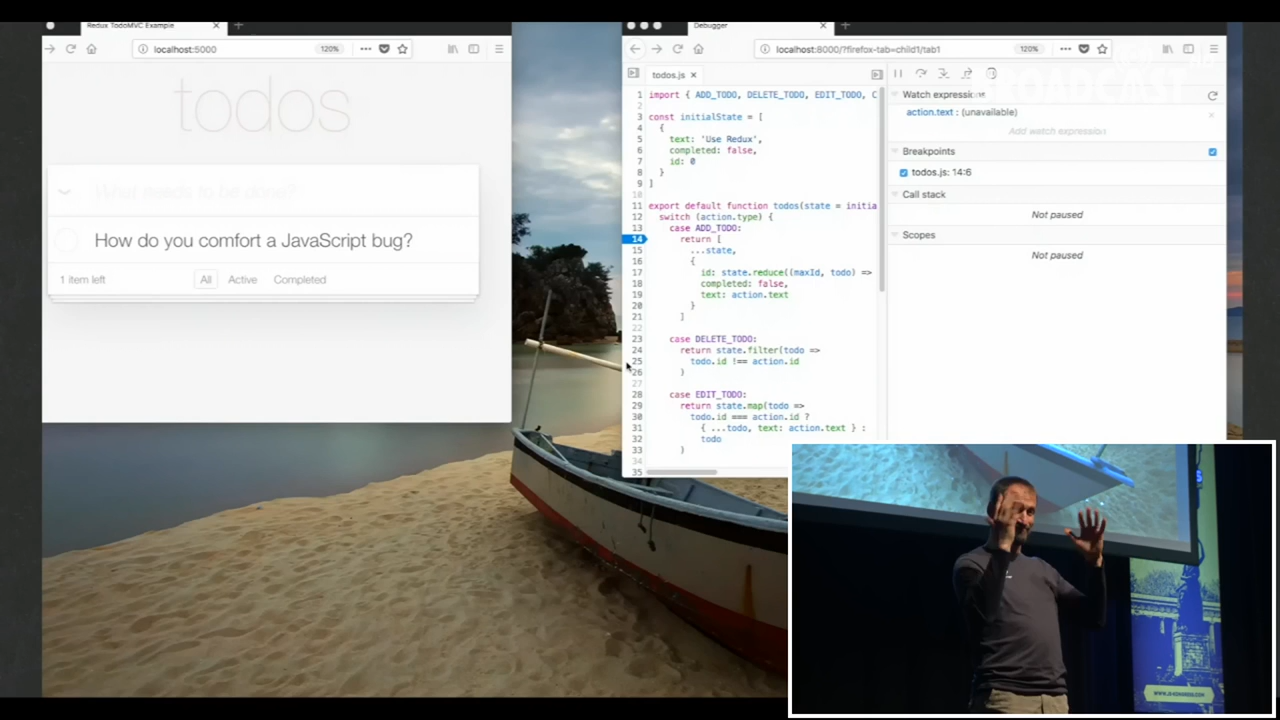 Redux TodoMVC Example
localhost:5000
120%
todos
What needs to be done?
How do you comfort a JavaScript bug?
1 item left
All
Active
Completed
Debugger
localhost:8000/?firefox-tab=child1/tab1
120%
todos.js
1 import { ADD_TODO, DELETE_TODO, EDIT_TODO, C
2
3 const initialState = [
4 {
5 text: 'Use Redux',
6 completed: false,
7 id: 0
8 }
9 ]
10
11 export default function todos(state = initia
12 switch (action.type) {
13 case ADD_TODO:
14 return [
15 ...state,
16 {
17 id: state.reduce((maxId, todo) =>
18 completed: false,
19 text: action.text
20 }
21 ]
22
23 case DELETE_TODO:
24 return state.filter(todo =>
25 todo.id !== action.id
26 )
27
28 case EDIT_TODO:
29 return state.map(todo =>
30 todo.id === action.id ?
31 { ...todo, text: action.text } :
32 todo
33 )
34
35
Watch expressions
action.text : (unavailable)
Add watch expression
Breakpoints
todos.js: 14:6
Call stack
Not paused
Scopes
Not paused